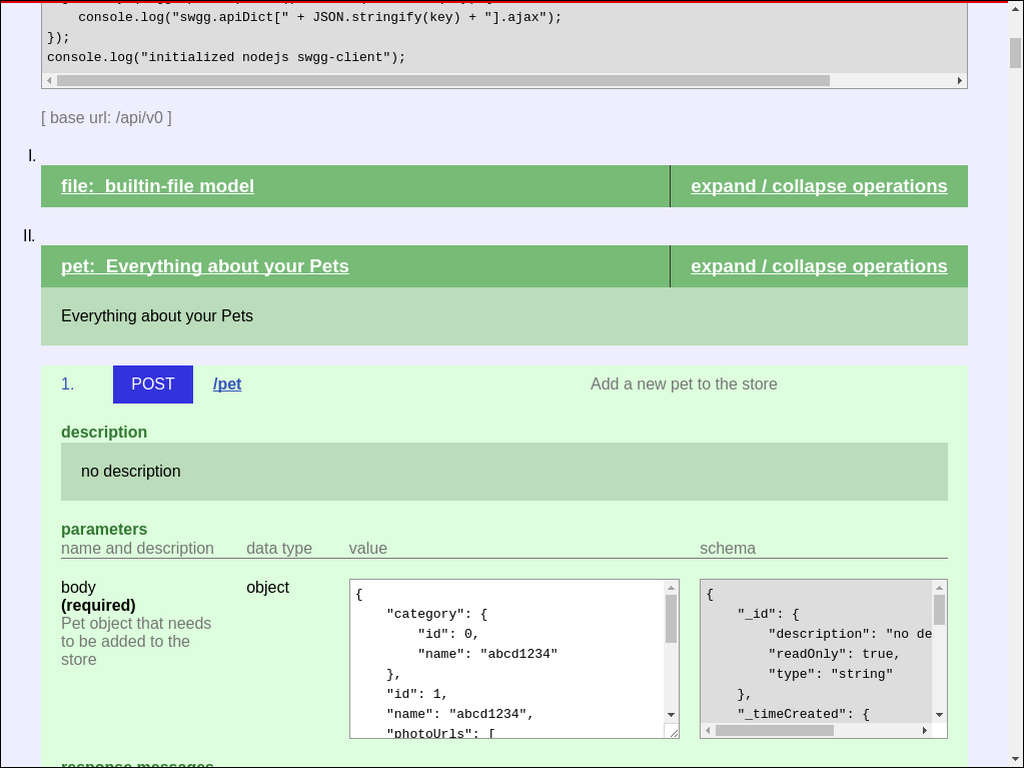 console.log("swgg.apiDict[" + JSON.stringify(key) + "].ajax");
});
console.log("initialized nodejs swgg-client");
[ base url: /api/v0 ]
I.
file:  builtin-file model
expand / collapse operations
II.
pet:  Everything about your Pets
expand / collapse operations
Everything about your Pets
1. POST /pet Add a new pet to the store
description
no description
parameters
name and description data type value schema
body
(required)
Pet object that needs
to be added to the
store
object
{
    "category": {
        "id": 0,
        "name": "abcd1234"
    },
    "id": 1,
    "name": "abcd1234",
    "photoUrls": [
{
    "_id": {
        "description": "no de
        "readOnly": true,
        "type": "string"
    },
    "_timeCreated": {
response messages